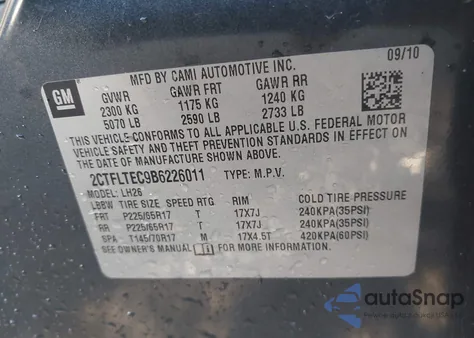 GM
MFD BY CAMI AUTOMOTIVE INC.
09/10
GVWR GAWR FRT GAWR RR
2300 KG 1175 KG 1240 KG
5070 LB 2590 LB 2733 LB
THIS VEHICLE CONFORMS TO ALL APPLICABLE U.S. FEDERAL MOTOR
VEHICLE SAFETY AND THEFT PREVENTION STANDARDS IN EFFECT
ON THE DATE OF MANUFACTURE SHOWN ABOVE.
2CTFLTEC9B6226011 TYPE: M.P.V.
MODEL: LH26
LBBW TIRE SIZE SPEED RTG RIM COLD TIRE PRESSURE
FRT P225/65R17 T 17X7J 240KPA(35PSI)
RR P225/65R17 T 17X7J 240KPA(35PSI)
SPA T145/70R17 M 17X4.5T 420KPA(60PSI)
SEE OWNER'S MANUAL FOR ADDITIONAL INFORMATION.
autoSnap